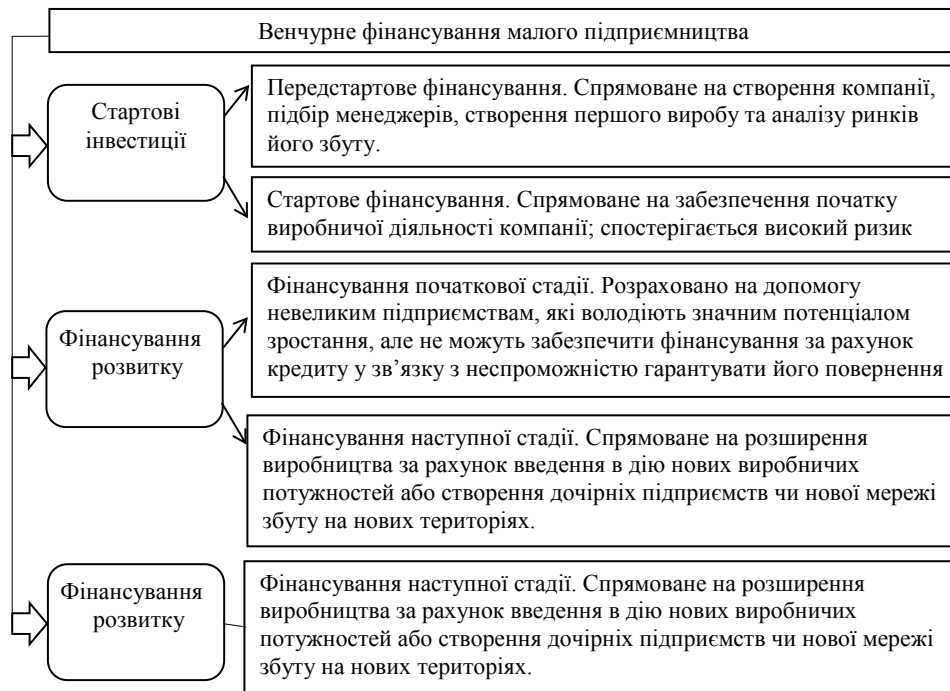 Венчурне фінансування малого підприємництва
Стартові
інвестиції
Передстартове фінансування. Спрямоване на створення компанії,
підбір менеджерів, створення першого виробу та аналізу ринків
його збуту.
Стартове фінансування. Спрямоване на забезпечення початку
виробничої діяльності компанії; спостерігається високий ризик
Фінансування
розвитку
Фінансування початкової стадії. Розраховано на допомогу
невеликим підприємствам, які володіють значним потенціалом
зростання, але не можуть забезпечити фінансування за рахунок
кредиту у зв’язку з неспроможністю гарантувати його повернення
Фінансування наступної стадії. Спрямоване на розширення
виробництва за рахунок введення в дію нових виробничих
потужностей або створення дочірніх підприємств чи нової мережі
збуту на нових територіях.
Фінансування
розвитку
Фінансування наступної стадії. Спрямоване на розширення
виробництва за рахунок введення в дію нових виробничих
потужностей або створення дочірніх підприємств чи нової мережі
збуту на нових територіях.